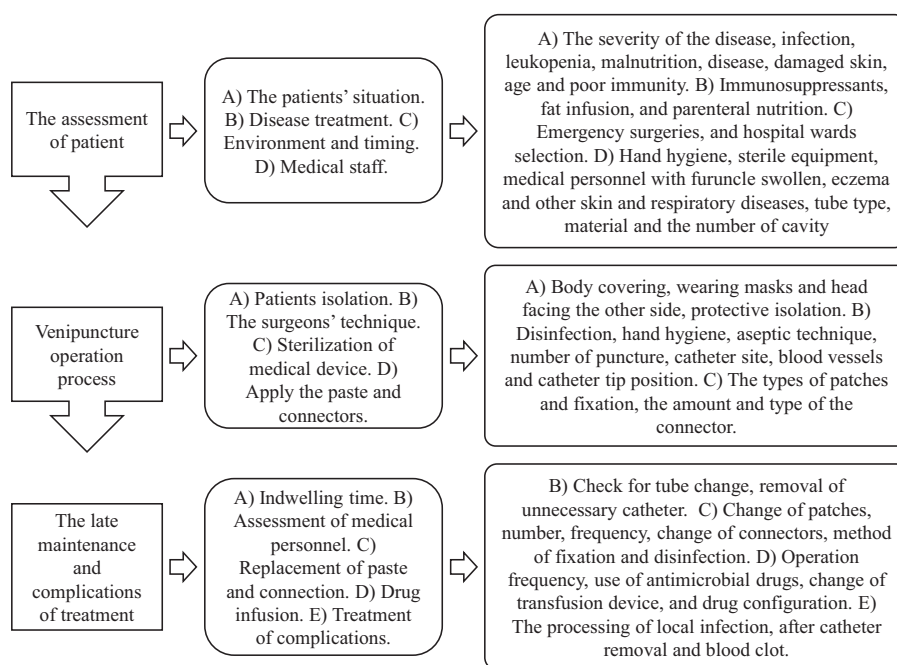 The assessment
of patient
A) The patients’ situation.
B) Disease treatment. C)
Environment and timing.
D) Medical staff.
A) The severity of the disease, infection,
leukopenia, malnutrition, disease, damaged skin,
age and poor immunity. B) Immunosuppressants,
fat infusion, and parenteral nutrition. C)
Emergency surgeries, and hospital wards
selection. D) Hand hygiene, sterile equipment,
medical personnel with furuncle swollen, eczema
and other skin and respiratory diseases, tube type,
material and the number of cavity
Venipuncture
operation
process
A) Patients isolation. B)
The surgeons’ technique.
C) Sterilization of
medical device. D)
Apply the paste and
connectors.
A) Body covering, wearing masks and head
facing the other side, protective isolation. B)
Disinfection, hand hygiene, aseptic technique,
number of puncture, catheter site, blood vessels
and catheter tip position. C) The types of patches
and fixation, the amount and type of the
connector.
The late
maintenance
and
complications
of treatment
A) Indwelling time. B)
Assessment of medical
personnel. C)
Replacement of paste
and connection. D) Drug
infusion. E) Treatment
of complications.
B) Check for tube change, removal of
unnecessary catheter. C) Change of patches,
number, frequency, change of connectors, method
of fixation and disinfection. D) Operation
frequency, use of antimicrobial drugs, change of
transfusion device, and drug configuration. E)
The processing of local infection, after catheter
removal and blood clot.